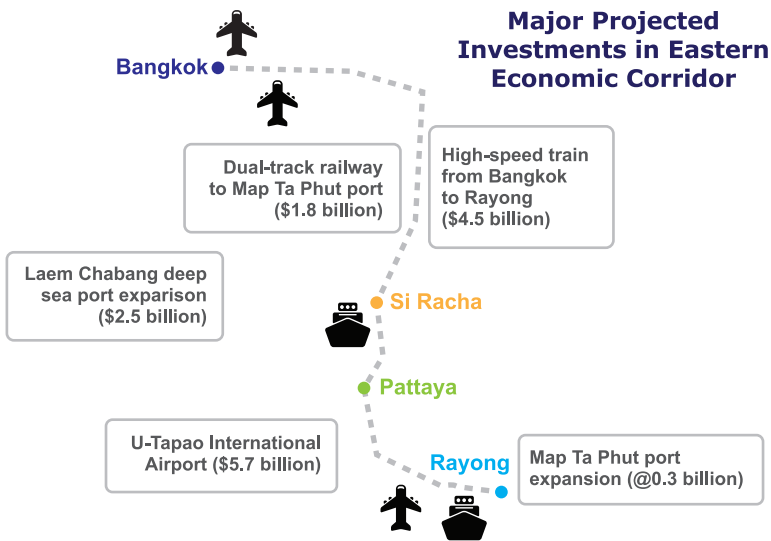 Major Projected
Investments in Eastern
Economic Corridor
Bangkok
Dual-track railway
to Map Ta Phut port
($1.8 billion)
High-speed train
from Bangkok
to Rayong
($4.5 billion)
Laem Chabang deep
sea port exparison
($2.5 billion)
Si Racha
Pattaya
U-Tapao International
Airport ($5.7 billion)
Rayong
Map Ta Phut port
expansion (@0.3 billion)